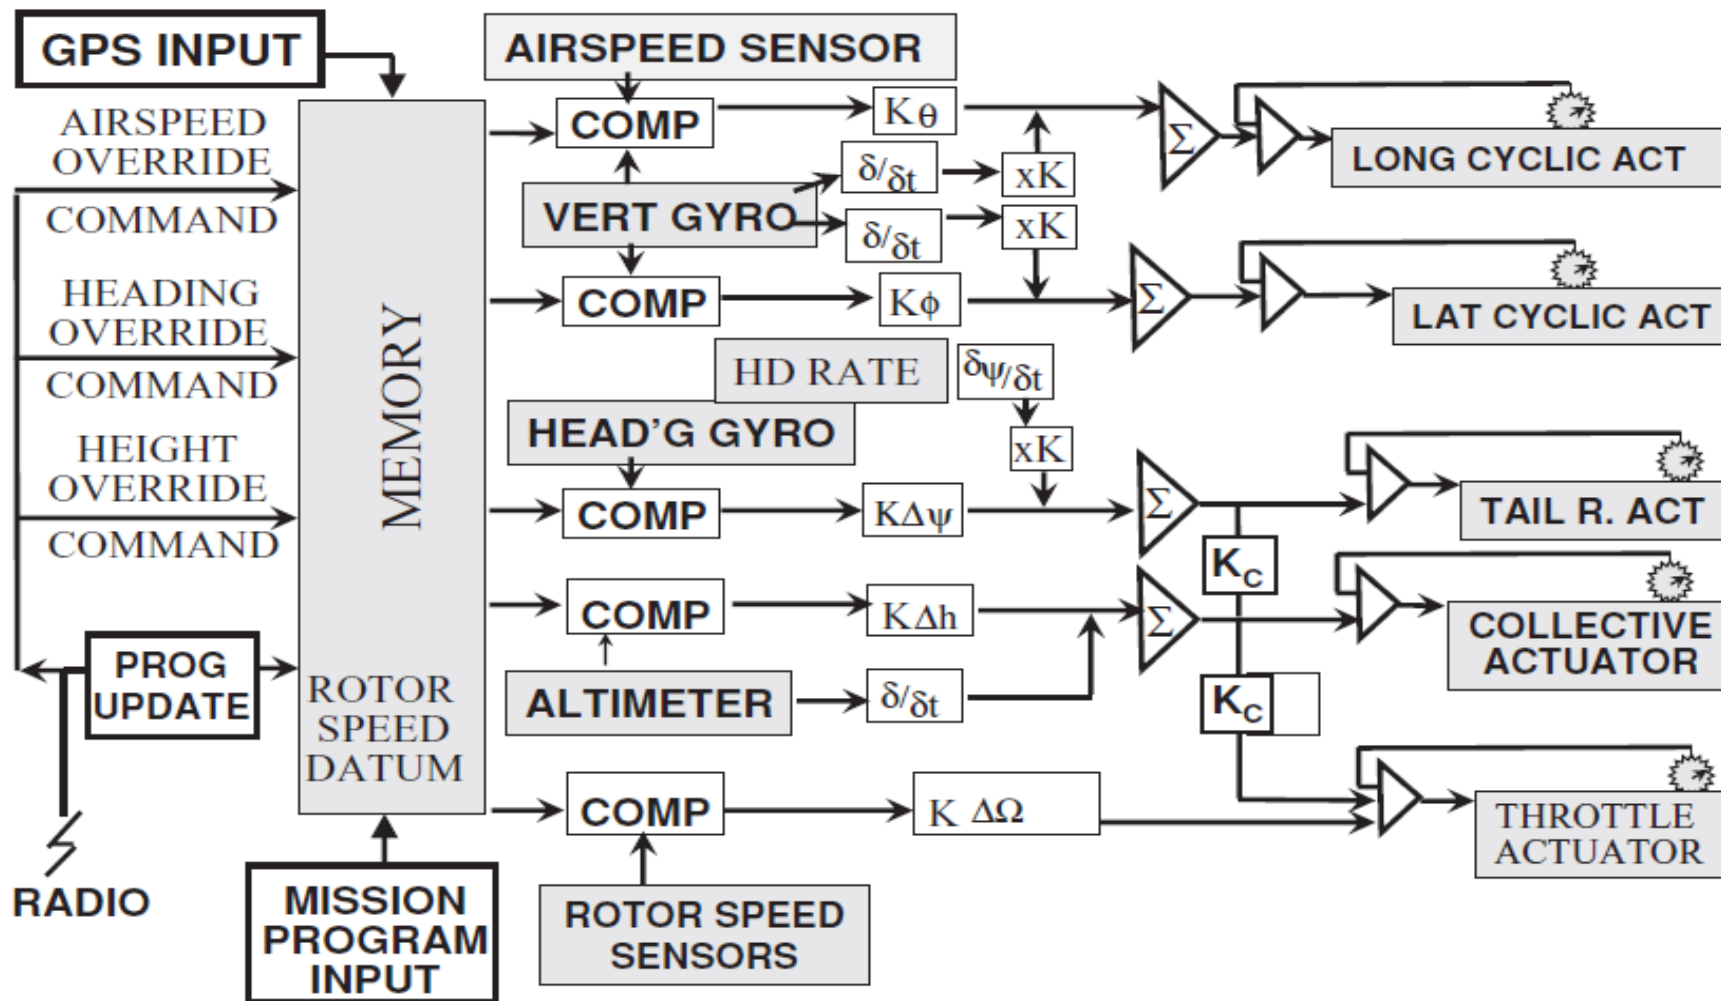 GPS INPUT
AIRSPEED
OVERRIDE
COMMAND
HEADING
OVERRIDE
COMMAND
HEIGHT
OVERRIDE
COMMAND
PROG
UPDATE
RADIO
MEMORY
ROTOR
SPEED
DATUM
MISSION
PROGRAM
INPUT
AIRSPEED SENSOR
COMP
Kθ
δ/δt
xK
VERT GYRO
δ/δt
xK
COMP
Kϕ
HD RATE
δψ/δt
HEAD'G GYRO
xK
COMP
KΔψ
COMP
KΔh
ALTIMETER
δ/δt
COMP
K ΔΩ
ROTOR SPEED
SENSORS
Σ
LONG CYCLIC ACT
Σ
LAT CYCLIC ACT
Σ
TAIL R. ACT
KC
Σ
COLLECTIVE
ACTUATOR
KC
THROTTLE
ACTUATOR